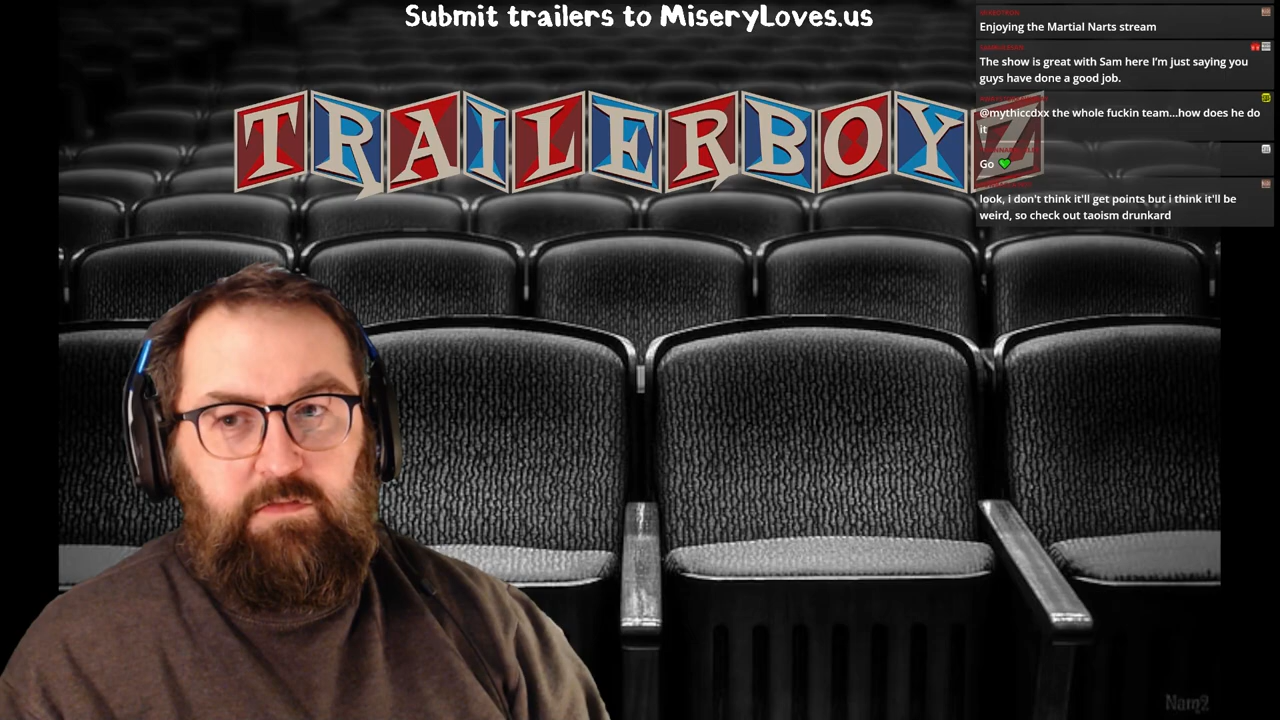 Submit trailers to MiseryLoves.us
TRAILERBOYZ
Enjoying the Martial Narts stream
The show is great with Sam here I'm just saying you
guys have done a good job.
@mythiccdxx the whole fuckin team...how does he do
it
Go 💚
look, i don't think it'll get points but i think it'll be
weird, so check out taoism drunkard
Nam2